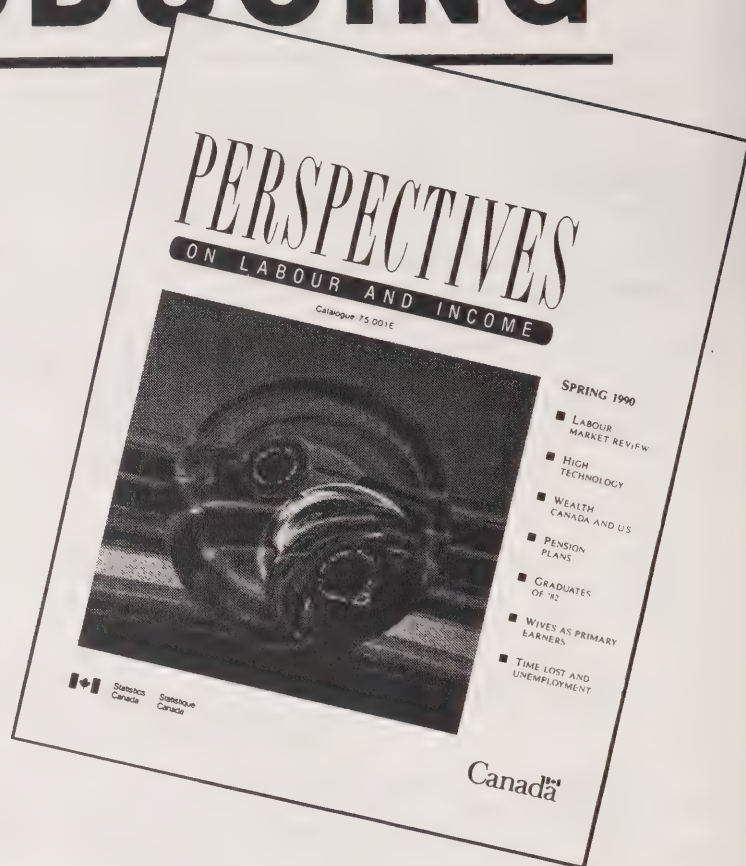 ODUCING
PERSPECTIVES
ON LABOUR AND INCOME
Catalogue 75 001E
SPRING 1990
■ LABOUR
MARKET REVIEW
■ HIGH
TECHNOLOGY
■ WEALTH
CANADA AND US
■ PENSION
PLANS
■ GRADUATES
OF '82
■ WIVES AS PRIMARY
EARNERS
■ TIME LOST AND
UNEMPLOYMENT
Statistics Statistique
Canada Canada
Canada